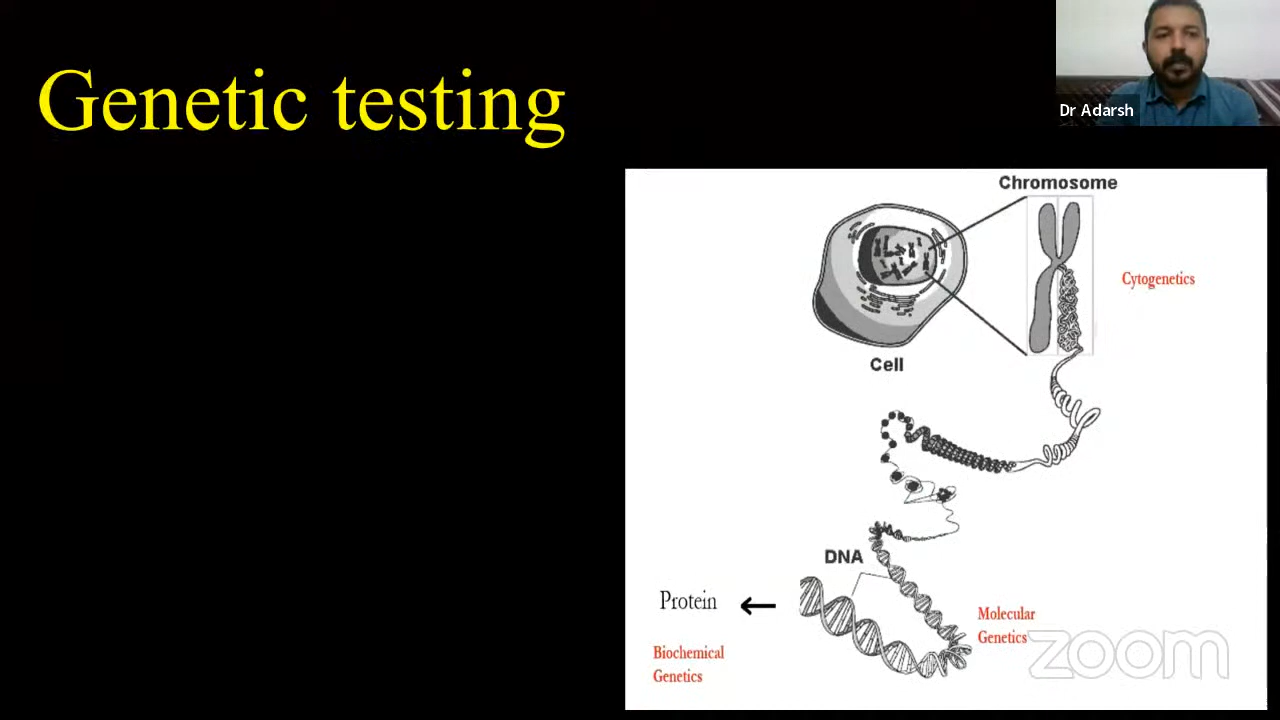 Genetic testing
Dr Adarsh
Chromosome
Cytogenetics
Cell
DNA
Protein
Molecular
Genetics
zoom
Biochemical
Genetics